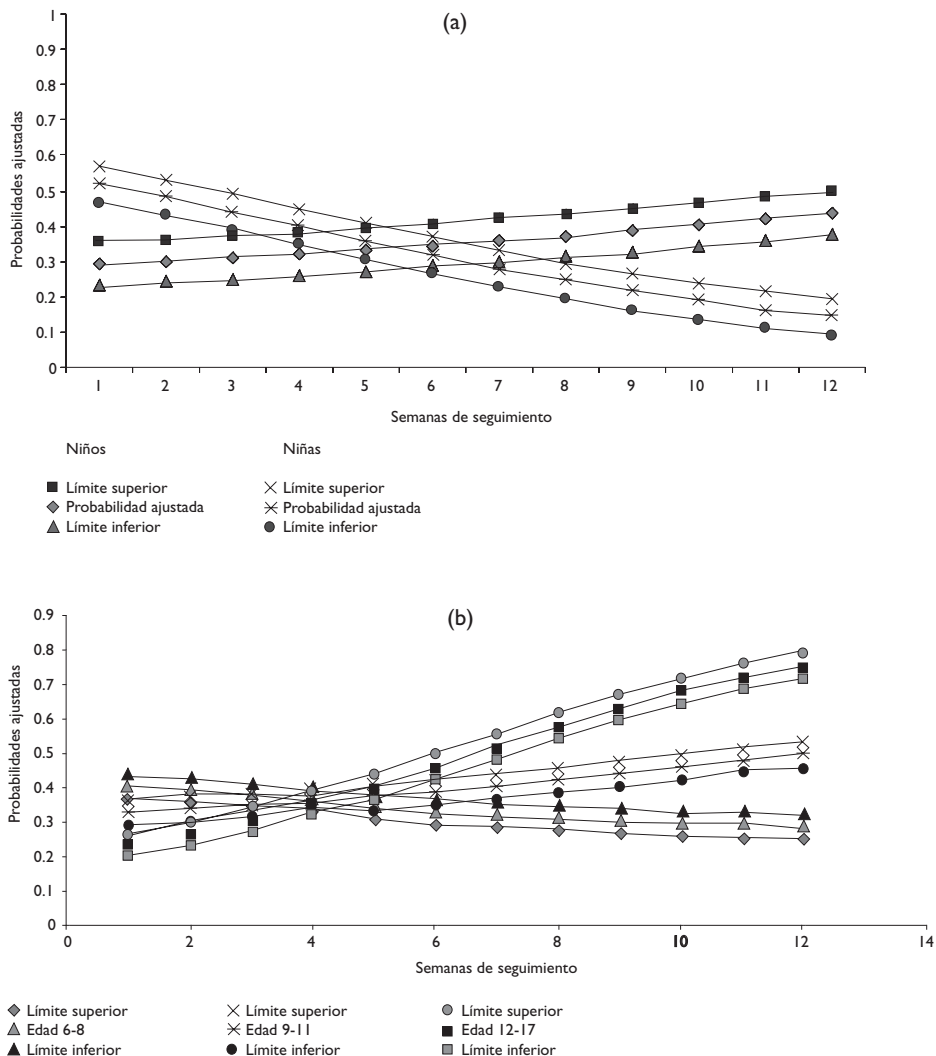 (a)
1
0.9
0.8
0.7
0.6
0.5
0.4
0.3
0.2
0.1
0
Probabilidades ajustadas
1 2 3 4 5 6 7 8 9 10 11 12
Semanas de seguimiento
Niños Niñas
Límite superior Límite superior
Probabilidad ajustada Probabilidad ajustada
Límite inferior Límite inferior
(b)
0.9
0.8
0.7
0.6
0.5
0.4
0.3
0.2
0.1
0
Probabilidades ajustadas
0 2 4 6 8 10 12 14
Semanas de seguimiento
Límite superior Límite superior Límite superior
Edad 6-8 Edad 9-11 Edad 12-17
Límite inferior Límite inferior Límite inferior